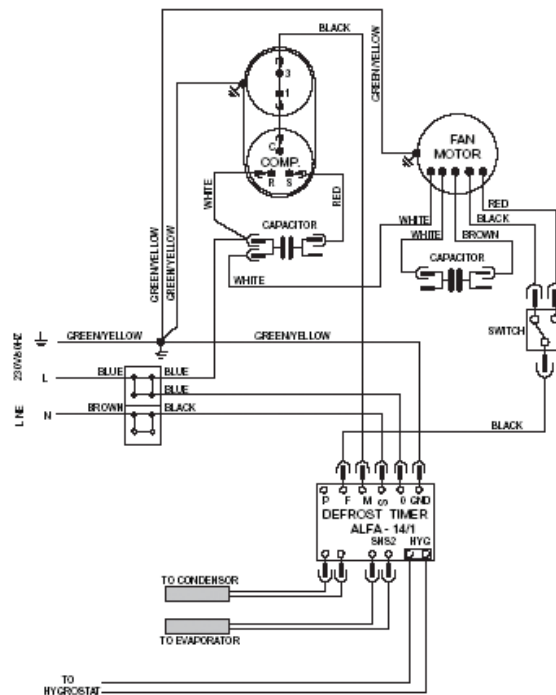 BLACK
GREEN/YELLOW
3
1
C
COMP.
R S
FAN
MOTOR
WHITE
RED
CAPACITOR
WHITE
WHITE
WHITE
BROWN
BLACK
RED
CAPACITOR
SWITCH
GREEN/YELLOW
GREEN/YELLOW
GREEN/YELLOW
GREEN/YELLOW
230V/60HZ
LINE
L
BLUE
BLUE
BLUE
N
BROWN
BLACK
BLACK
P F M S 0 GND
DEFROST TIMER
ALFA - 14/1
SNS2 HYG
TO CONDENSOR
TO EVAPORATOR
TO
HYGROSTAT